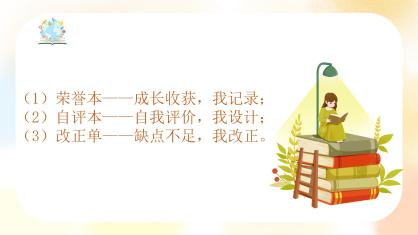 （1）荣誉本——成长收获，我记录；
（2）自评本——自我评价，我设计；
（3）改正单——缺点不足，我改正。